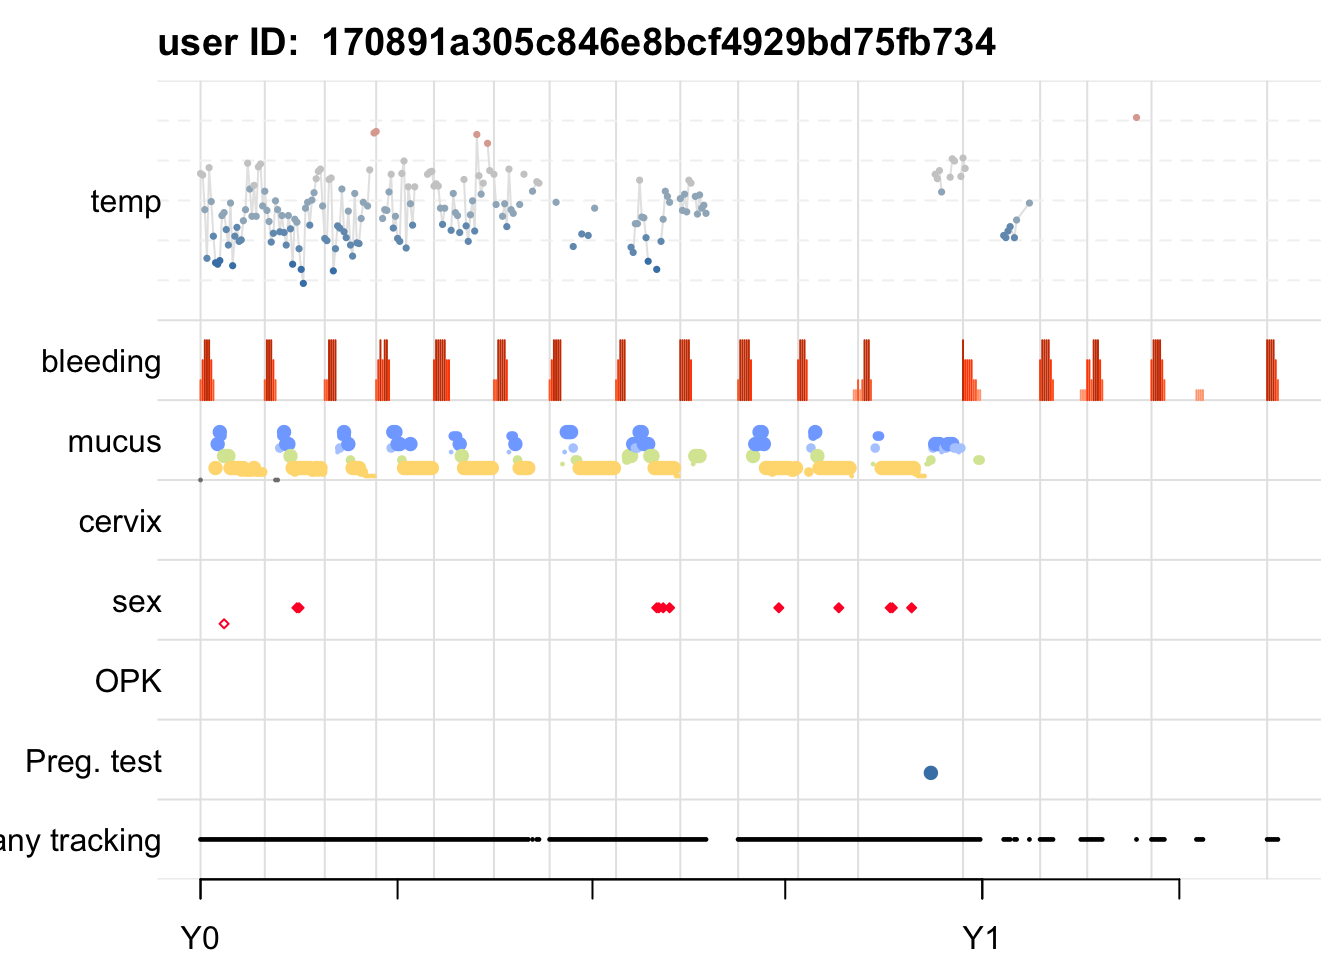 user ID:  170891a305c846e8bcf4929bd75fb734
temp
bleeding
mucus
cervix
sex
OPK
Preg. test
any tracking
Y0 Y1